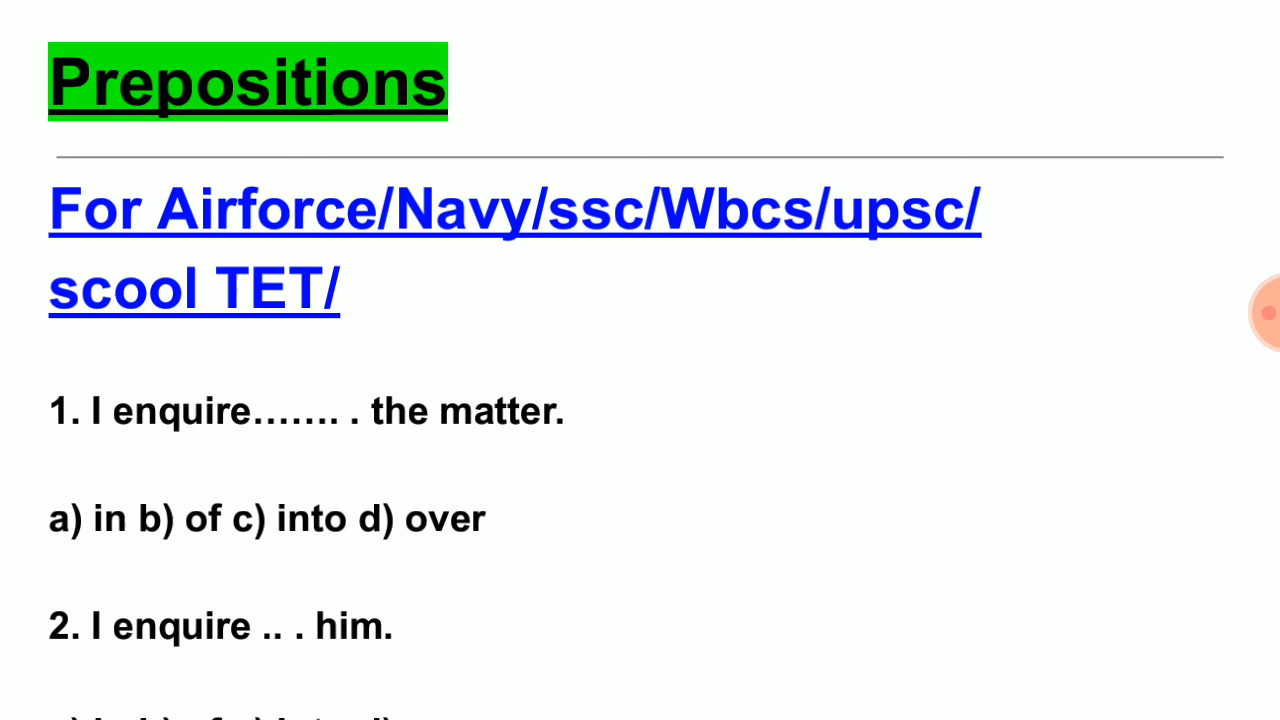 Prepositions
For Airforce/Navy/ssc/Wbcs/upsc/
scool TET/
1. I enquire……. . the matter.
a) in b) of c) into d) over
2. I enquire .. . him.